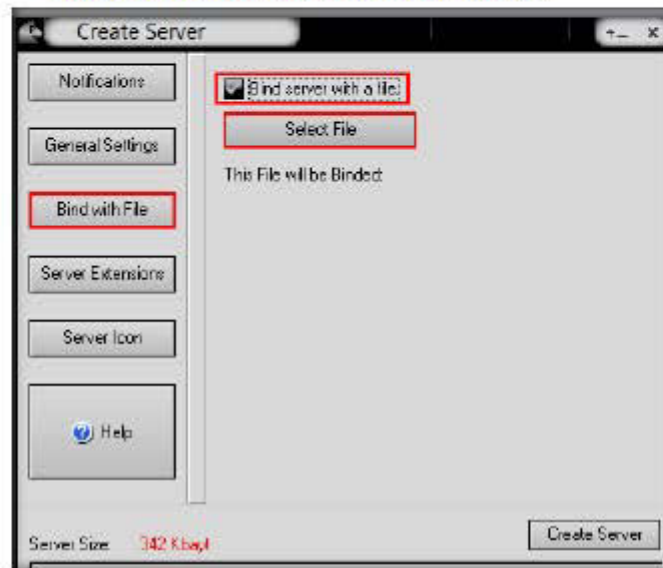 Create Server
Notifications
Bind server with a file.
Select File
General Settings
This File will be Binded:
Bind with File
Server Extensions
Server Icon
Help
Server Size: 342 Kbayt
Create Server